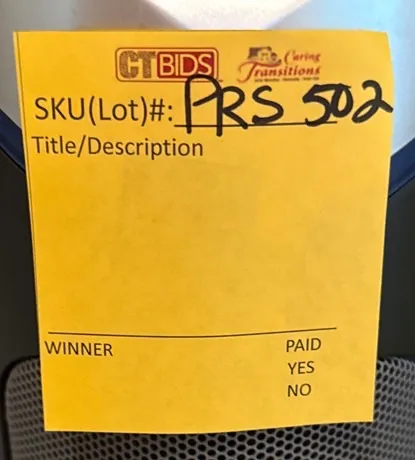 CTBIDS Caring Transitions
SKU(Lot)#: PRS 502
Title/Description
WINNER PAID
YES
NO